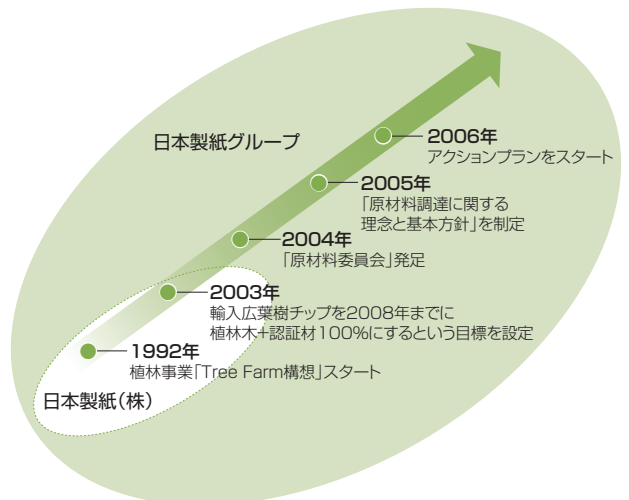 日本製紙グループ
2006年
アクションプランをスタート
2005年
「原材料調達に関する
理念と基本方針」を制定
2004年
「原材料委員会」発足
2003年
輸入広葉樹チップを2008年までに
植林木+認証材100%にするという目標を設定
1992年
植林事業「Tree Farm構想」スタート
日本製紙(株)